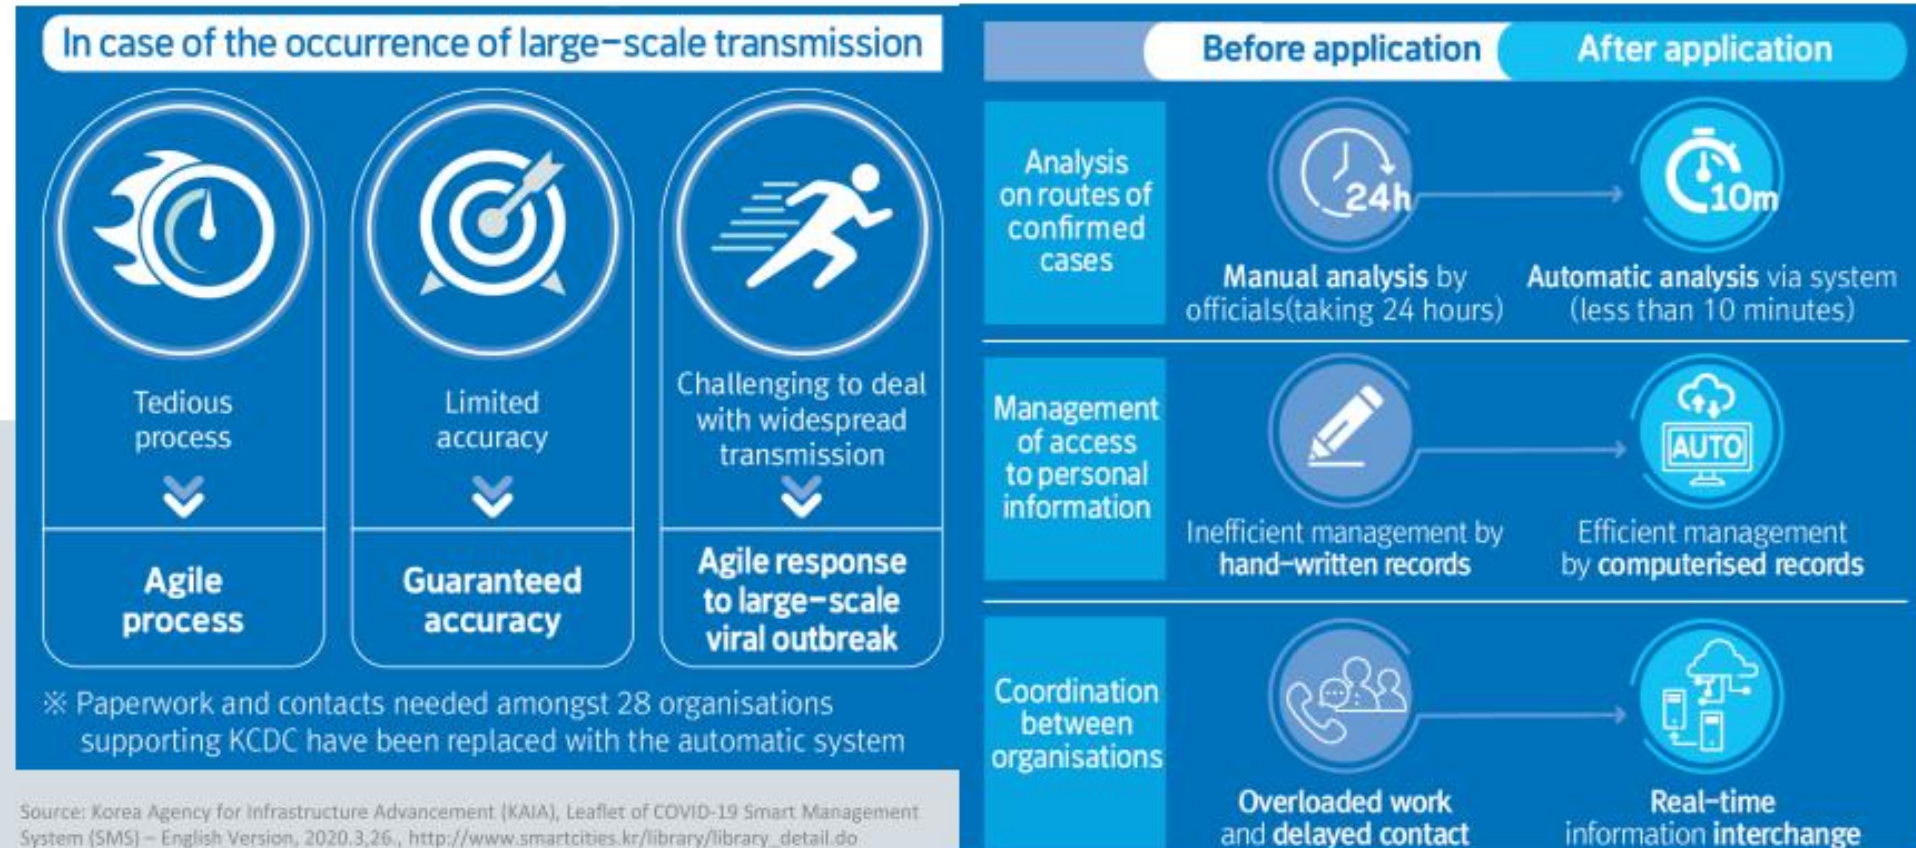 In case of the occurrence of large-scale transmission
Tedious
process
Agile
process
Limited
accuracy
Guaranteed
accuracy
Challenging to deal
with widespread
transmission
Agile response
to large-scale
viral outbreak
※ Paperwork and contacts needed amongst 28 organisations
supporting KCDC have been replaced with the automatic system
Source: Korea Agency for Infrastructure Advancement (KAIA), Leaflet of COVID-19 Smart Management
System (SMS) – English Version, 2020.3,26., http://www.smartcities.kr/library/library_detail.do
Before application
After application
Analysis
on routes of
confirmed
cases
24h
10m
Manual analysis by
officials(taking 24 hours)
Automatic analysis via system
(less than 10 minutes)
Management
of access
to personal
information
AUTO
Inefficient management by
hand-written records
Efficient management
by computerised records
Coordination
between
organisations
Overloaded work
and delayed contact
Real-time
information interchange